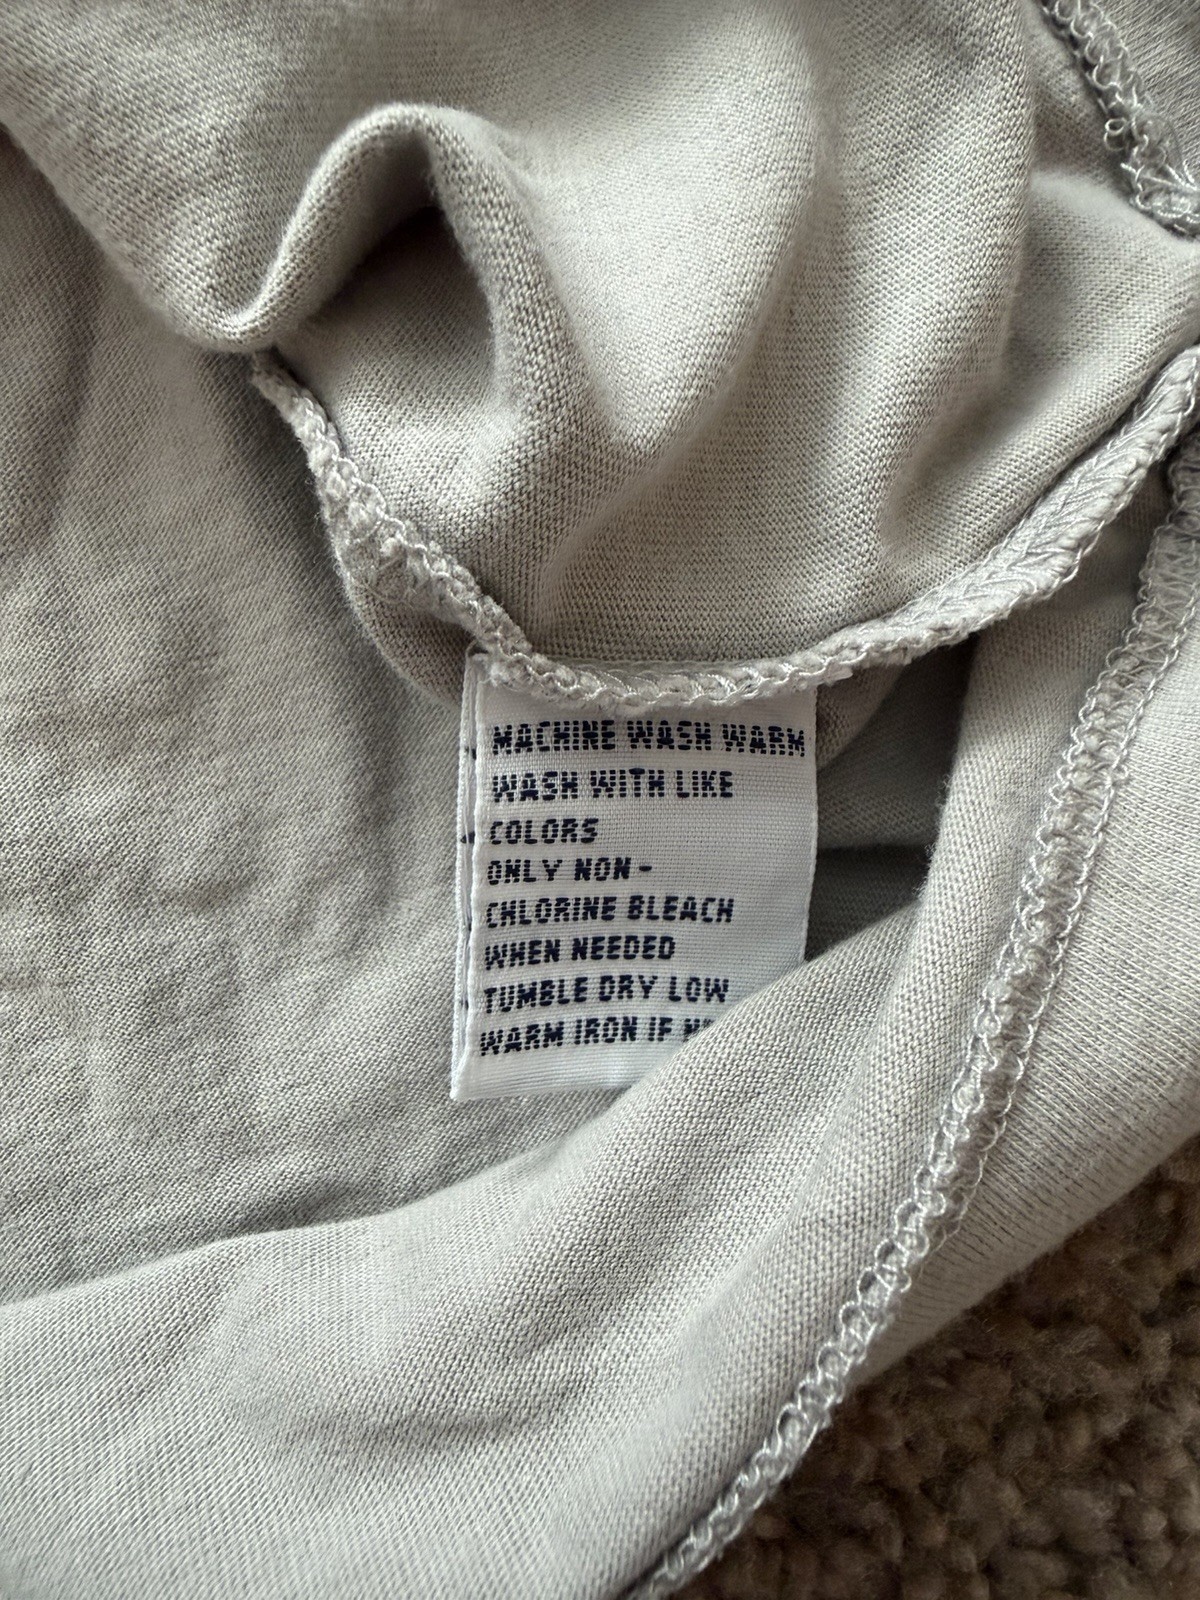 MACHINE WASH WARM
WASH WITH LIKE
COLORS
ONLY NON-
CHLORINE BLEACH
WHEN NEEDED
TUMBLE DRY LOW
WARM IRON IF